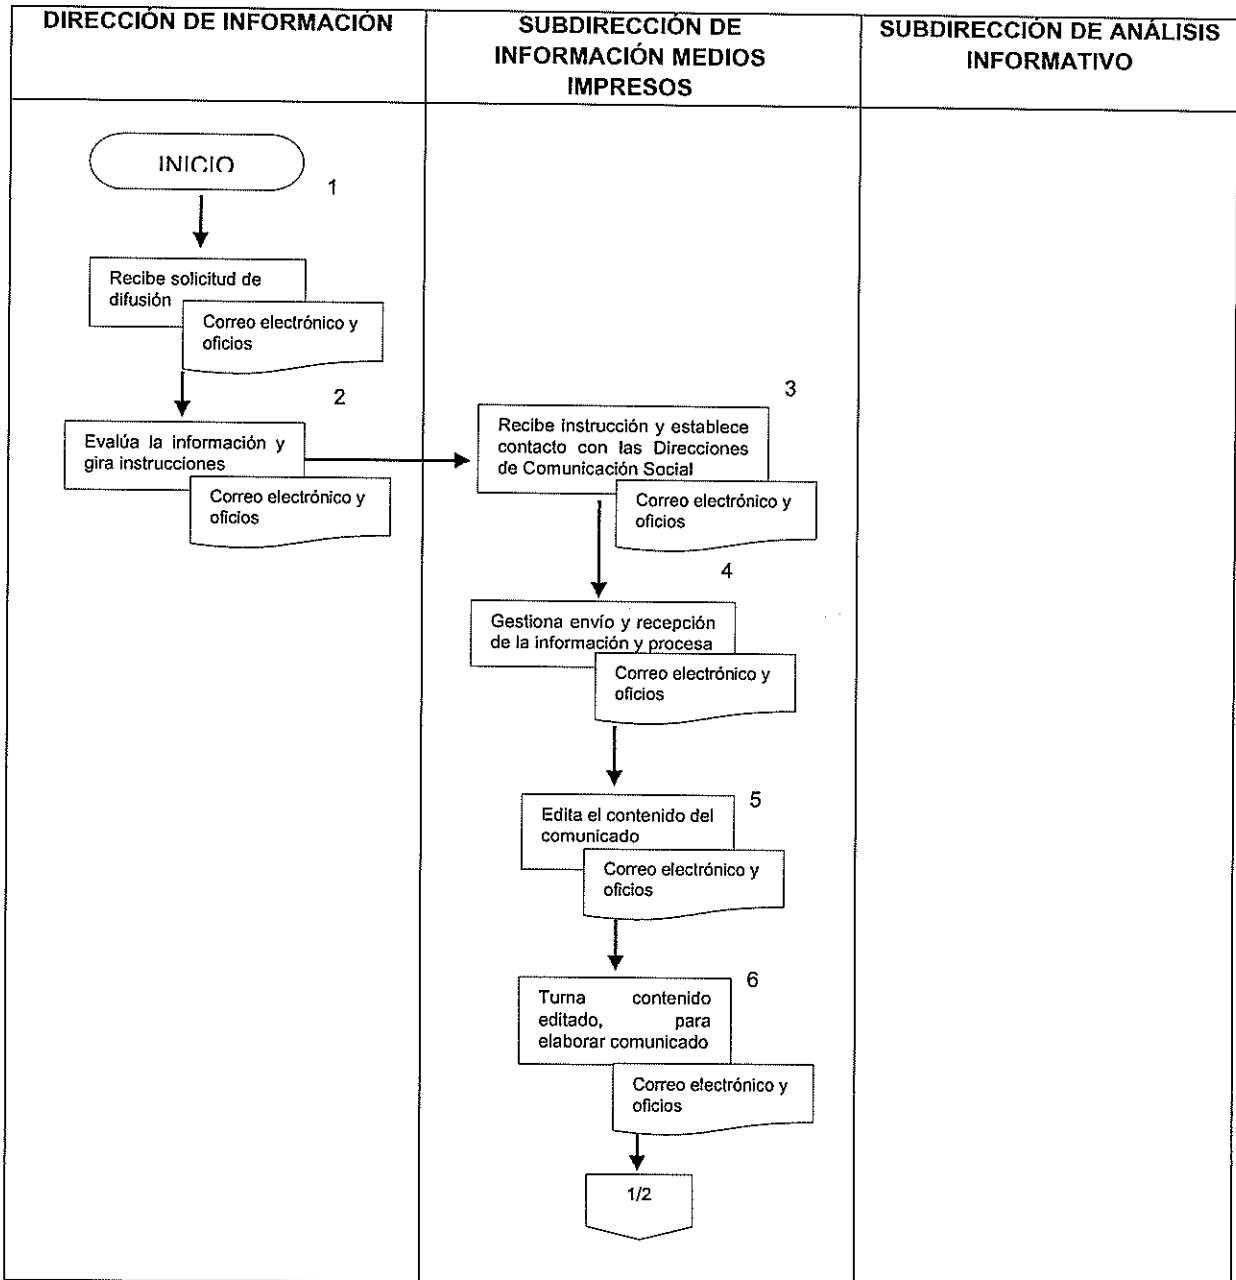 DIRECCIÓN DE INFORMACIÓN
SUBDIRECCIÓN DE
INFORMACIÓN MEDIOS
IMPRESOS
SUBDIRECCIÓN DE ANÁLISIS
INFORMATIVO
INICIO
1
Recibe solicitud de
difusión
Correo electrónico y
oficios
2
Evalúa la información y
gira instrucciones
Correo electrónico y
oficios
3
Recibe instrucción y establece
contacto con las Direcciones
de Comunicación Social
Correo electrónico y
oficios
4
Gestiona envío y recepción
de la información y procesa
Correo electrónico y
oficios
5
Edita el contenido del
comunicado
Correo electrónico y
oficios
6
Turna contenido
editado, para
elaborar comunicado
Correo electrónico y
oficios
1/2